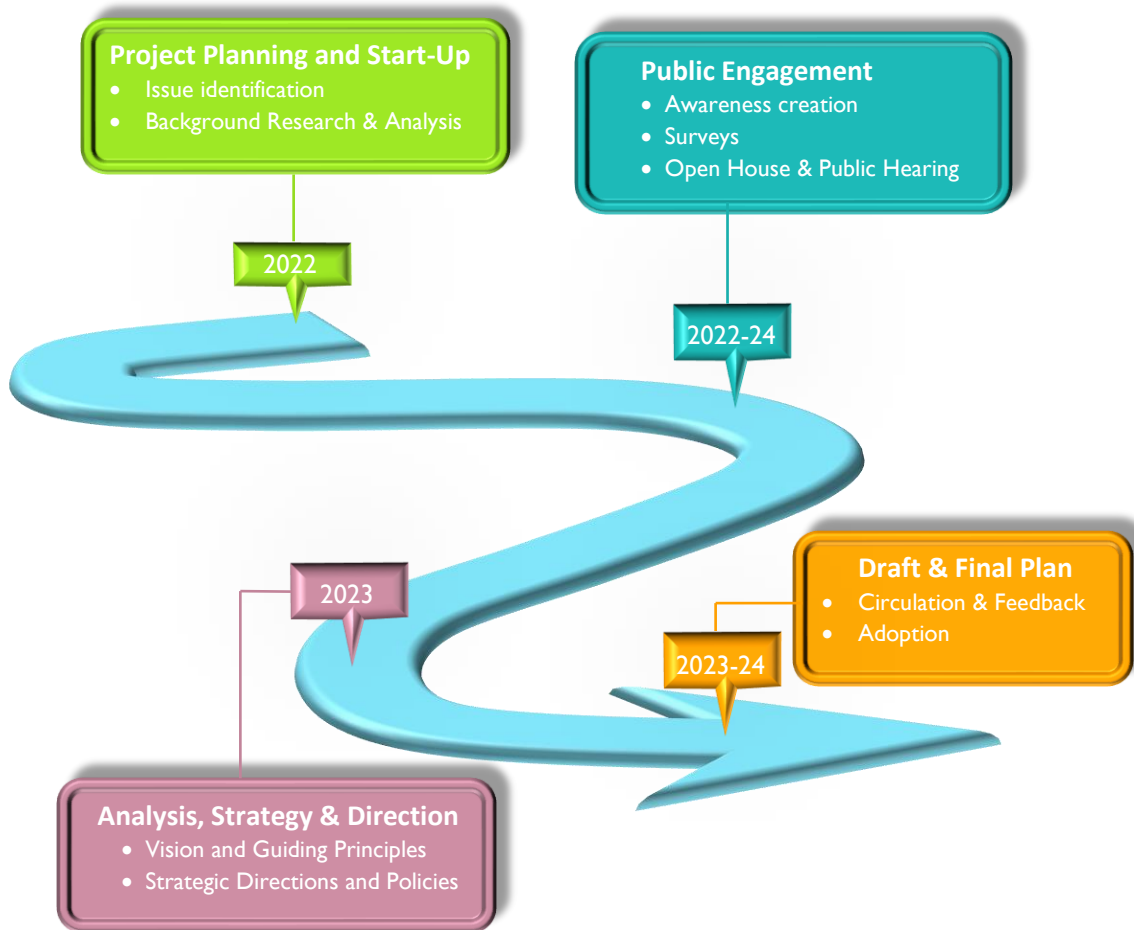 Project Planning and Start-Up
• Issue identification
• Background Research & Analysis
2022
Public Engagement
• Awareness creation
• Surveys
• Open House & Public Hearing
2022-24
2023
Analysis, Strategy & Direction
• Vision and Guiding Principles
• Strategic Directions and Policies
Draft & Final Plan
• Circulation & Feedback
• Adoption
2023-24